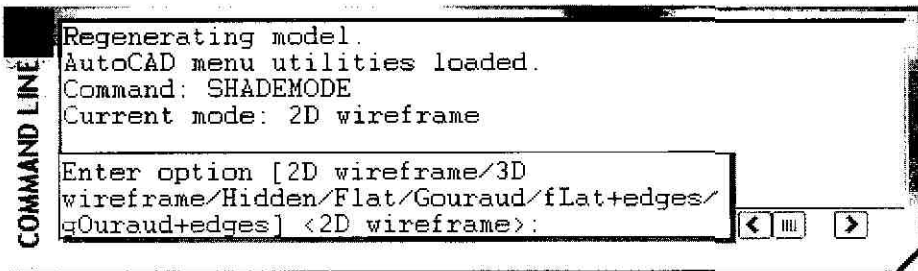 COMMAND LINE
Regenerating model.
AutoCAD menu utilities loaded.
Command: SHADEMODE
Current mode: 2D wireframe
Enter option [2D wireframe/3D
wireframe/Hidden/Flat/Gouraud/fLat+edges/
gOuraud+edges] <2D wireframe>: